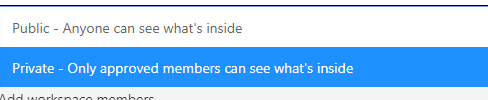 Public - Anyone can see what's inside
Private - Only approved members can see what's inside
Add workspace members